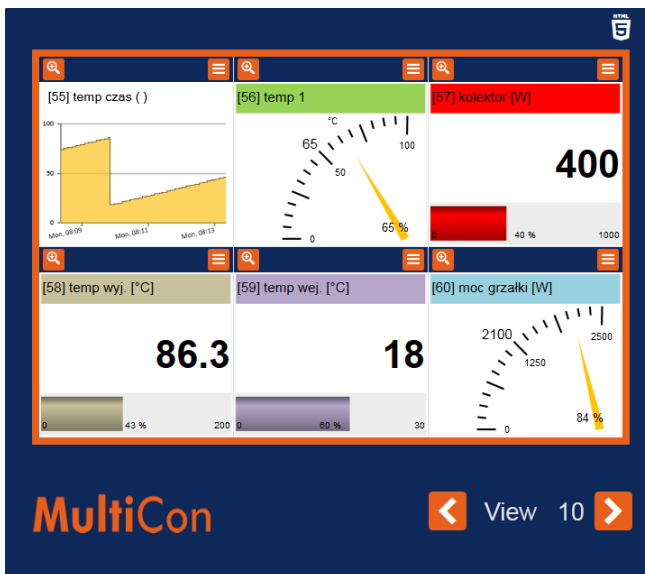 HTML
5
[55] temp czas ( )
100
50
0
Mon, 08:09
Mon, 08:11
Mon, 08:13
[56] temp 1
°C
65
100
50
0
65 %
[57] kolektor [W]
400
0
40 %
1000
[58] temp wyj. [°C]
86.3
0
43 %
200
[59] temp wej. [°C]
18
0
60 %
30
[60] moc grzałki [W]
2100
2500
1250
0
84 %
MultiCon
View 10